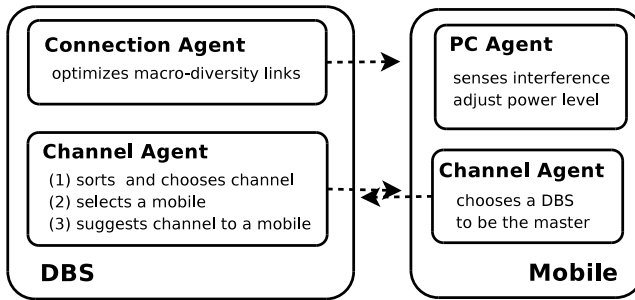 Connection Agent
optimizes macro-diversity links
Channel Agent
(1) sorts and chooses channel
(2) selects a mobile
(3) suggests channel to a mobile
DBS
PC Agent
senses interference
adjust power level
Channel Agent
chooses a DBS
to be the master
Mobile